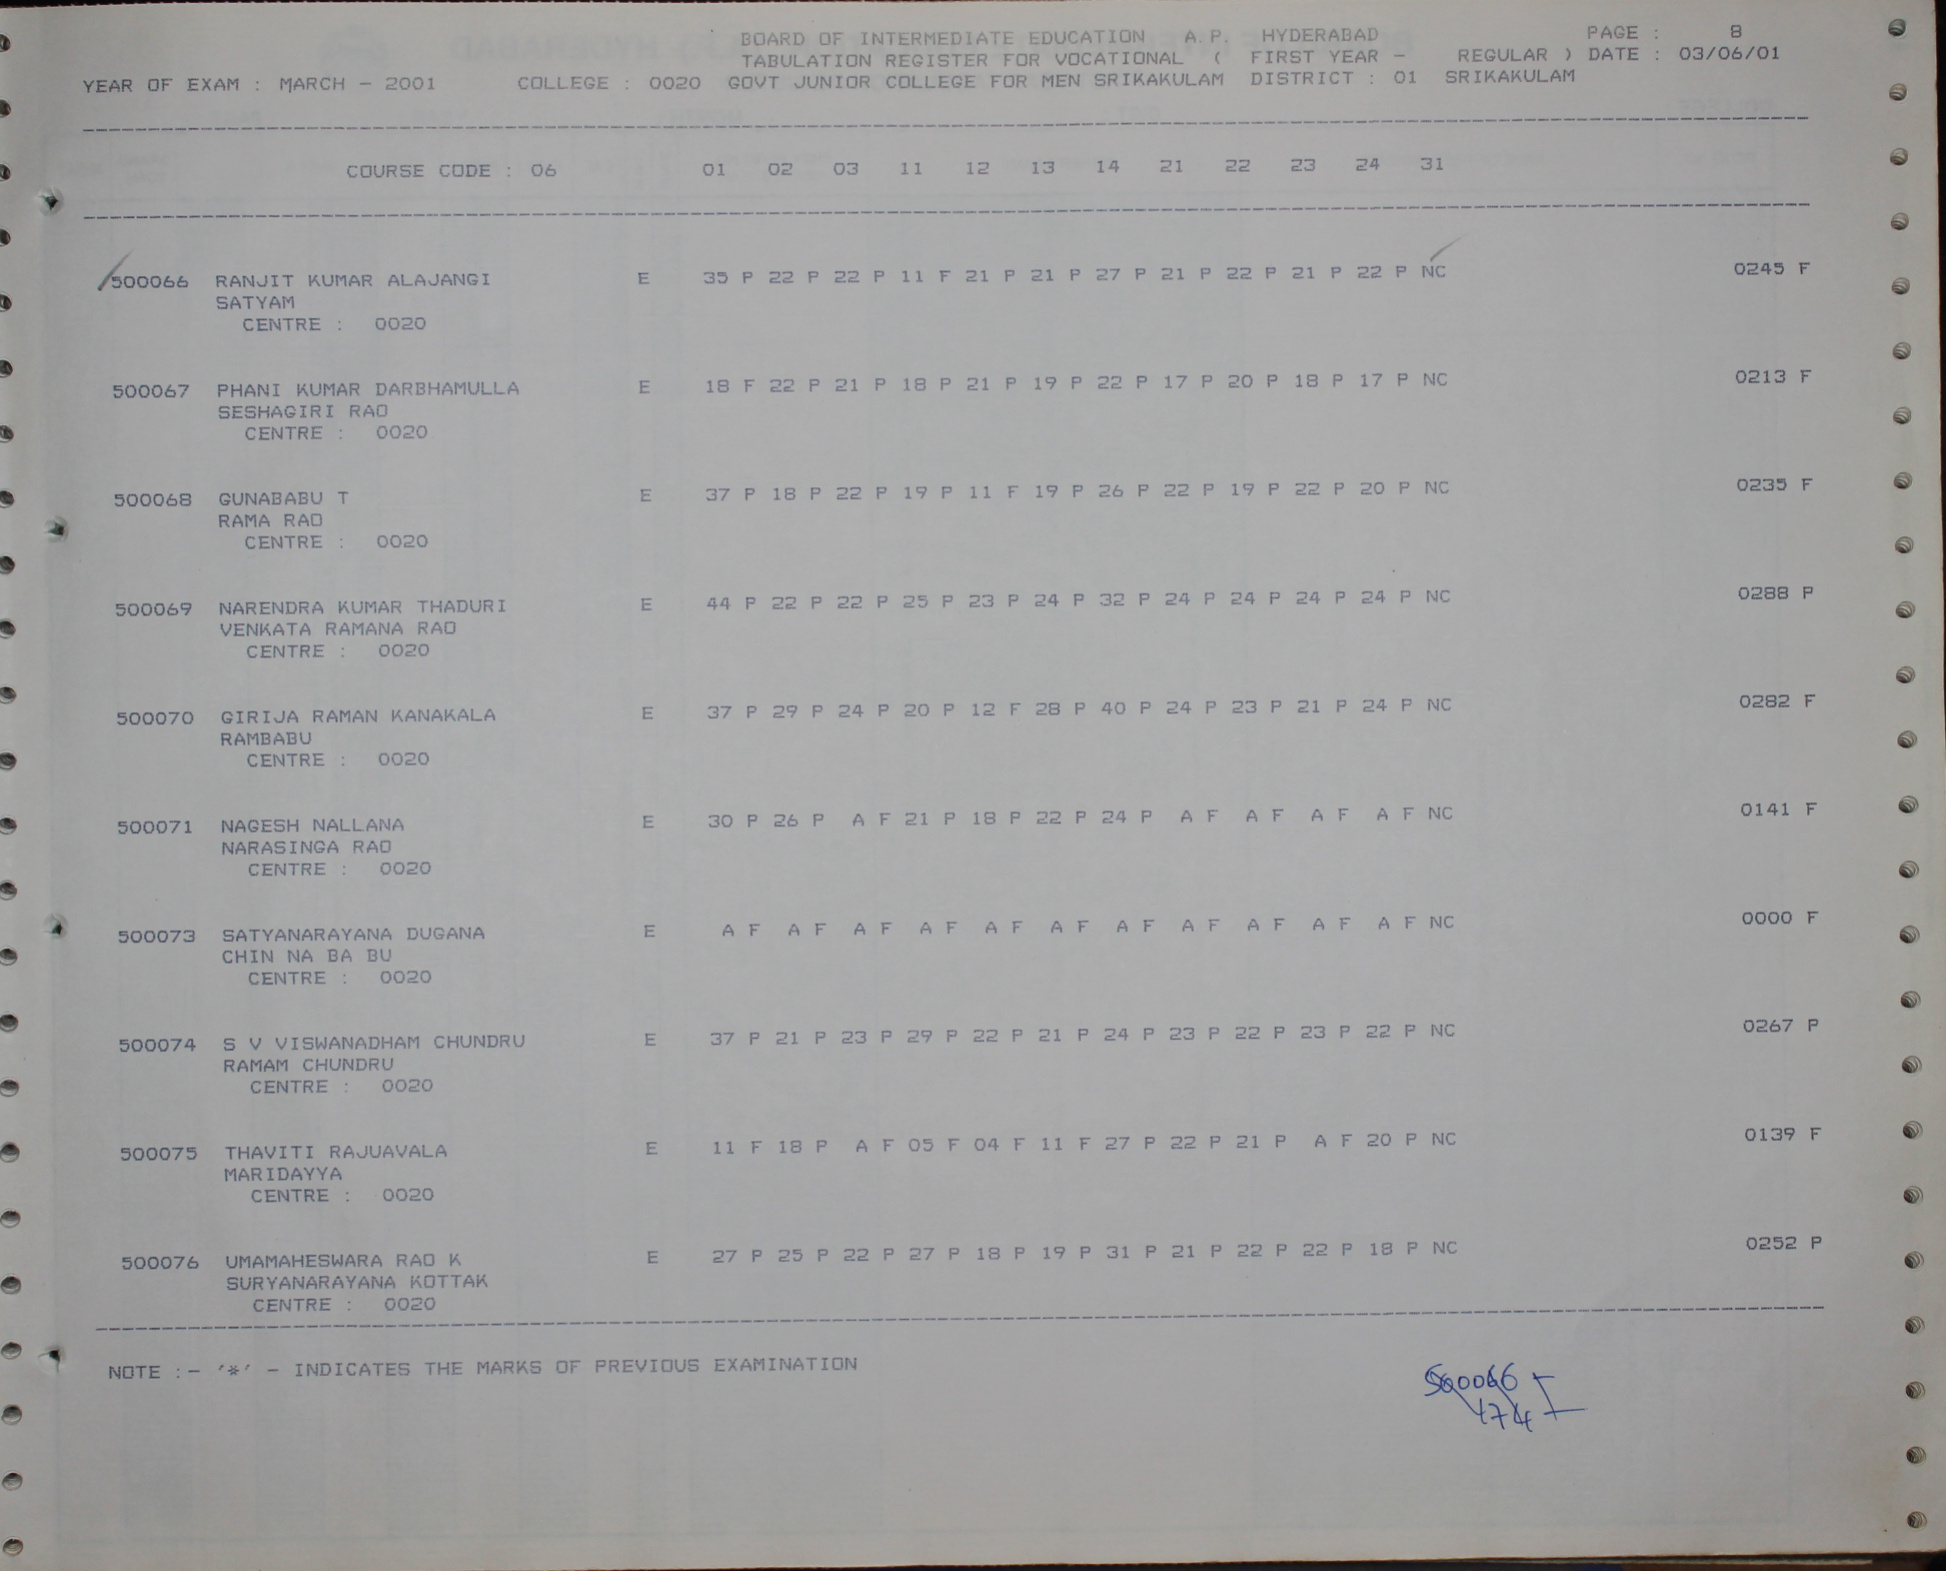 BOARD OF INTERMEDIATE EDUCATION A.P. HYDERABAD PAGE : 8
TABULATION REGISTER FOR VOCATIONAL ( FIRST YEAR - REGULAR ) DATE : 03/06/01
YEAR OF EXAM : MARCH - 2001 COLLEGE : 0020 GOVT JUNIOR COLLEGE FOR MEN SRIKAKULAM DISTRICT : 01 SRIKAKULAM
COURSE CODE : 06 01 02 03 11 12 13 14 21 22 23 24 31
500066 RANJIT KUMAR ALAJANGI E 35 P 22 P 22 P 11 F 21 P 21 P 27 P 21 P 22 P 21 P 22 P NC 0245 F
SATYAM
CENTRE : 0020
500067 PHANI KUMAR DARBHAMULLA E 18 F 22 P 21 P 18 P 21 P 19 P 22 P 17 P 20 P 18 P 17 P NC 0213 F
SESHAGIRI RAO
CENTRE : 0020
500068 GUNABABU T E 37 P 18 P 22 P 19 P 11 F 19 P 26 P 22 P 19 P 22 P 20 P NC 0235 F
RAMA RAO
CENTRE : 0020
500069 NARENDRA KUMAR THADURI E 44 P 22 P 22 P 25 P 23 P 24 P 32 P 24 P 24 P 24 P 24 P NC 0288 P
VENKATA RAMANA RAO
CENTRE : 0020
500070 GIRIJA RAMAN KANAKALA E 37 P 29 P 24 P 20 P 12 F 28 P 40 P 24 P 23 P 21 P 24 P NC 0282 F
RAMBABU
CENTRE : 0020
500071 NAGESH NALLANA E 30 P 26 P A F 21 P 18 P 22 P 24 P A F A F A F A F NC 0141 F
NARASINGA RAO
CENTRE : 0020
500073 SATYANARAYANA DUGANA E A F A F A F A F A F A F A F A F A F A F A F NC 0000 F
CHIN NA BA BU
CENTRE : 0020
500074 S V VISWANADHAM CHUNDRU E 37 P 21 P 23 P 29 P 22 P 21 P 24 P 23 P 22 P 23 P 22 P NC 0267 P
RAMAM CHUNDRU
CENTRE : 0020
500075 THAVITI RAJUAVALA E 11 F 18 P A F 05 F 04 F 11 F 27 P 22 P 21 P A F 20 P NC 0139 F
MARIDAYYA
CENTRE : 0020
500076 UMAMAHESWARA RAO K E 27 P 25 P 22 P 27 P 18 P 19 P 31 P 21 P 22 P 22 P 18 P NC 0252 P
SURYANARAYANA KOTTAK
CENTRE : 0020
NOTE :- '*' - INDICATES THE MARKS OF PREVIOUS EXAMINATION
500066